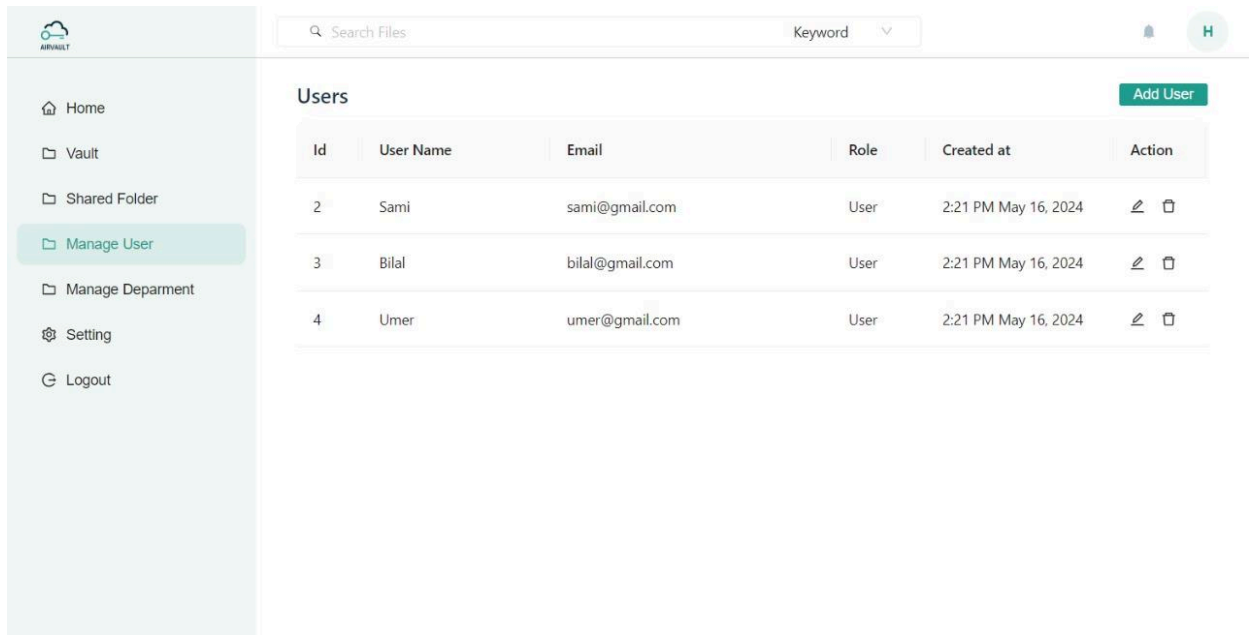 AIRVAULT
Search Files
Keyword
H
Home
Vault
Shared Folder
Manage User
Manage Deparment
Setting
Logout
Users
Add User
Id User Name Email Role Created at Action
2 Sami sami@gmail.com User 2:21 PM May 16, 2024
3 Bilal bilal@gmail.com User 2:21 PM May 16, 2024
4 Umer umer@gmail.com User 2:21 PM May 16, 2024